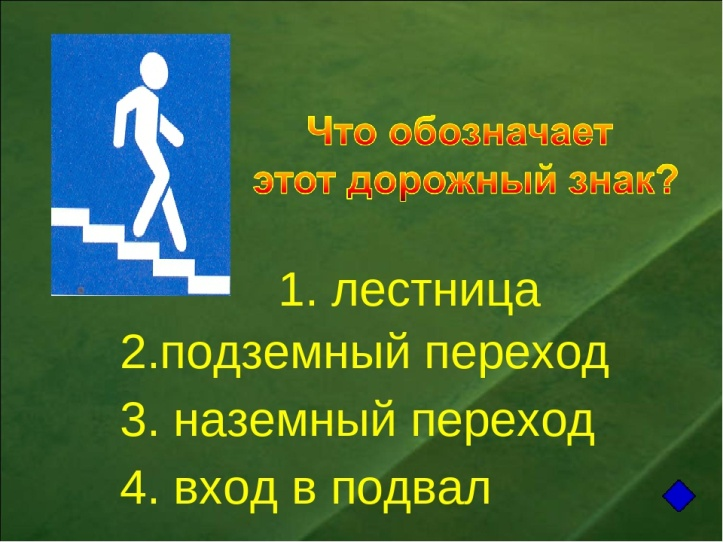 Что обозначает
этот дорожный знак?
1. лестница
2.подземный переход
3. наземный переход
4. вход в подвал